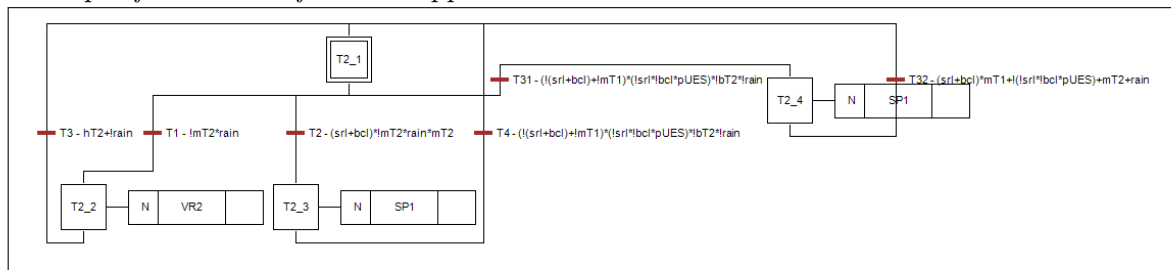 T2_1
T31 - (!(srl+bcl)+!mT1)*(!srl*!bcl*pUES)*!bT2*!rain
T32 - (srl+bcl)*mT1+!(!srl*!bcl*pUES)+mT2+rain
T2_4
N
SP1
T3 - hT2+!rain
T1 - !mT2*rain
T2 - (srl+bcl)*!mT2*rain*mT2
T4 - (!(srl+bcl)+!mT1)*(!srl*!bcl*pUES)*!bT2*!rain
T2_2
N
VR2
T2_3
N
SP1